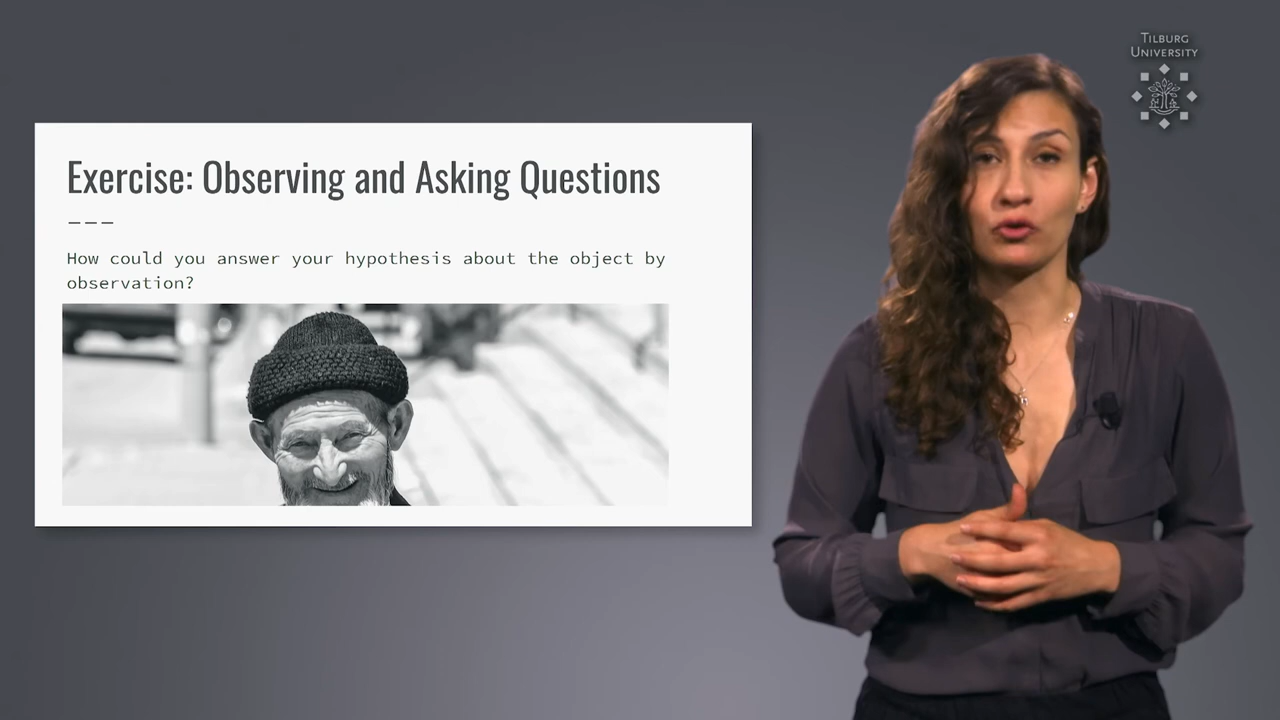 Exercise: Observing and Asking Questions
How could you answer your hypothesis about the object by
observation?
TILBURG
UNIVERSITY